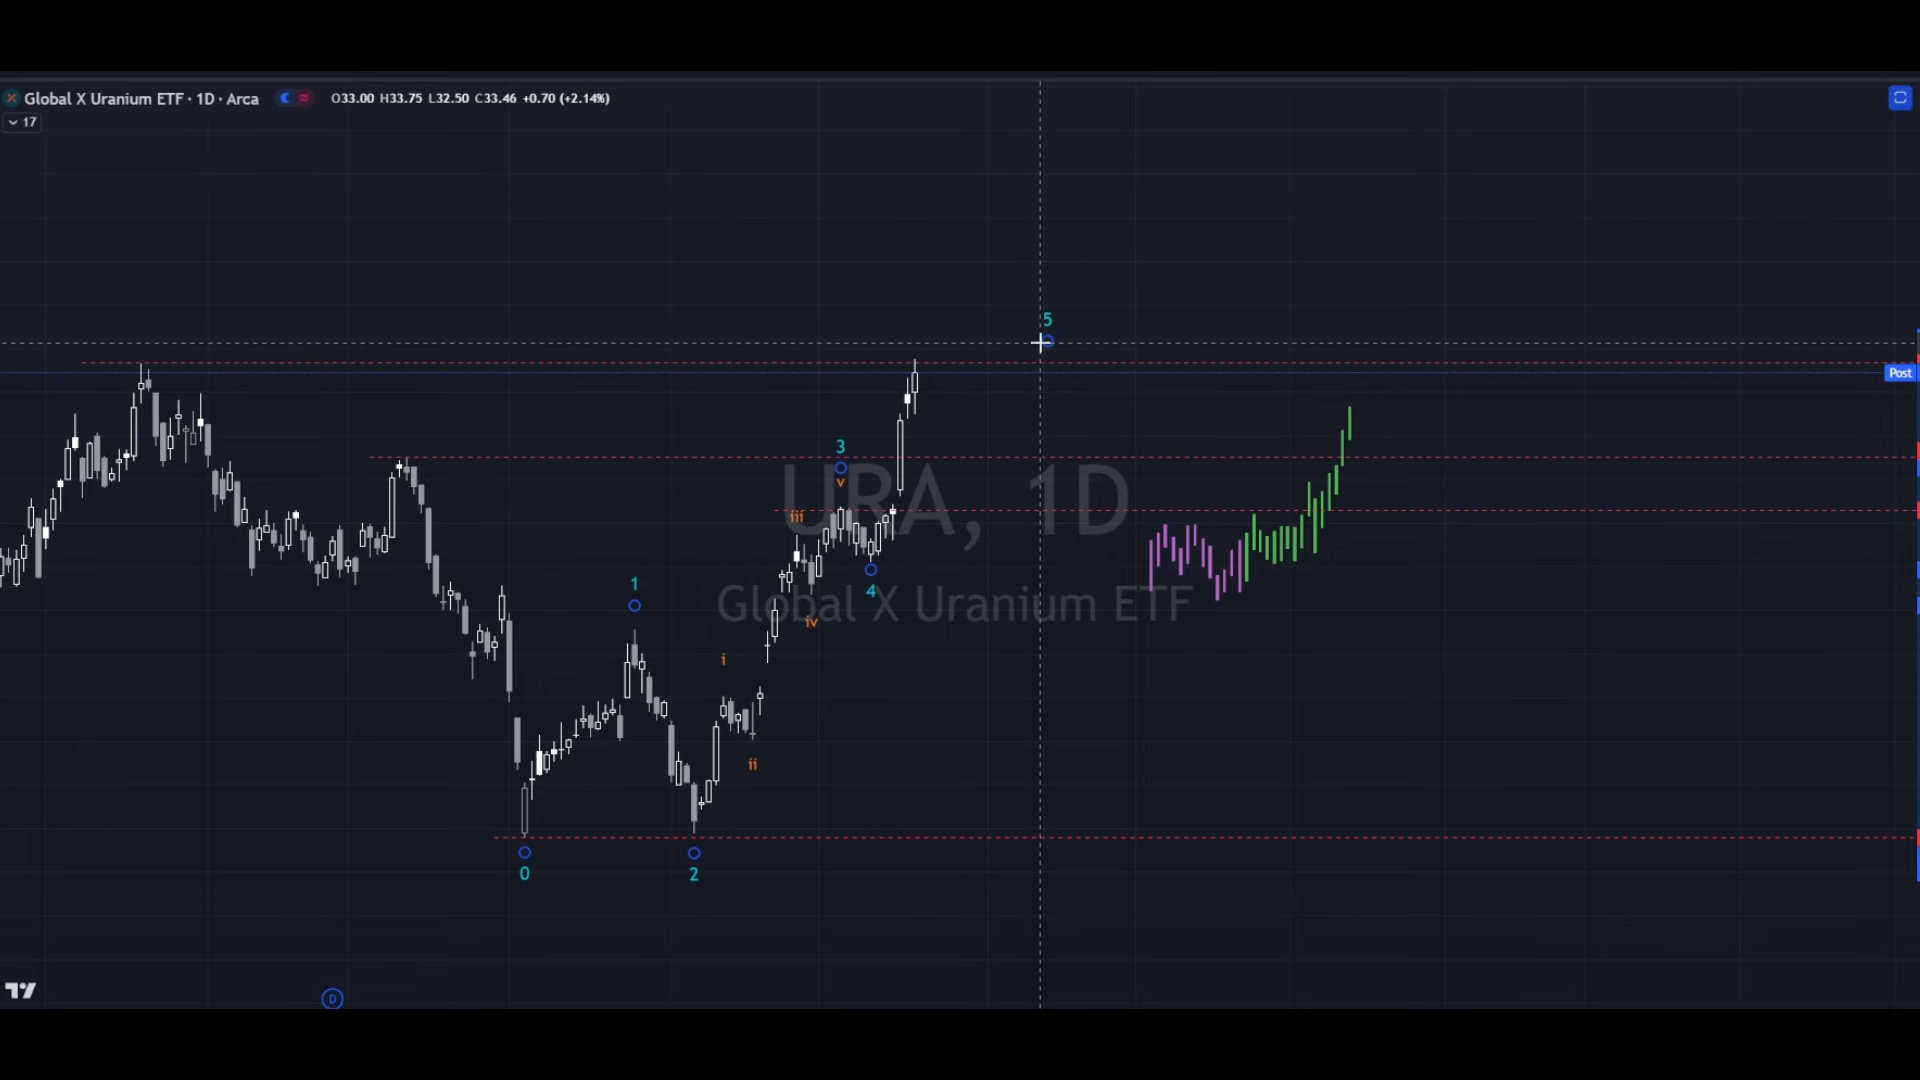 Global X Uranium ETF · 1D · Arca O33.00 H33.75 L32.50 C33.46 +0.70 (+2.14%)
17
5
Post
3
v
URA, 1D
iii
1
4
Global X Uranium ETF
iv
i
ii
0
2
D